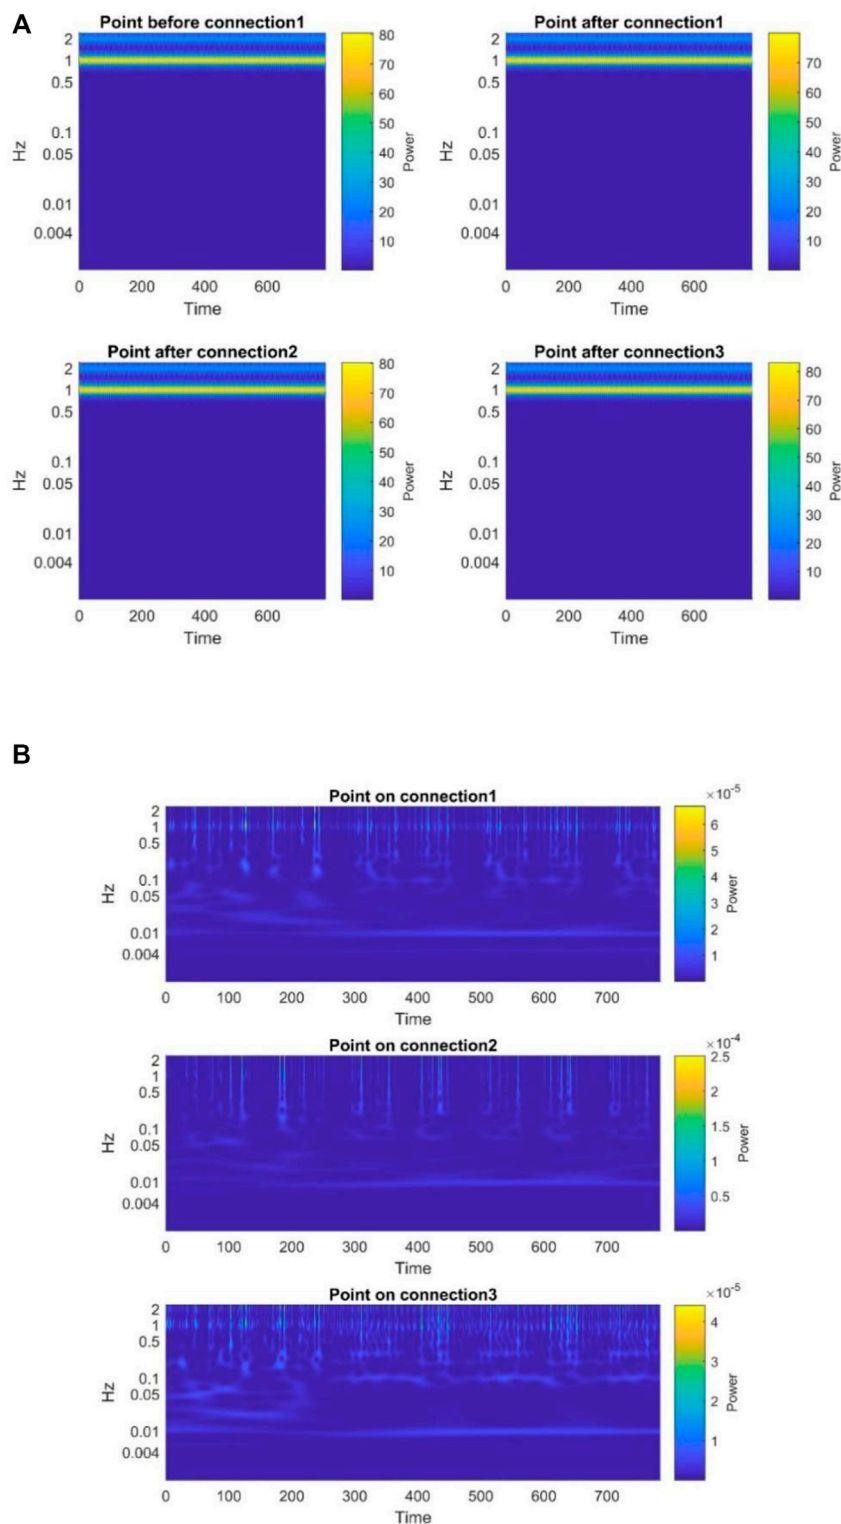 A
Point before connection1
2
1
0.5
0.1
0.05
0.01
0.004
Hz
0 200 400 600
Time
80
70
60
50
40
30
20
10
Power
Point after connection1
2
1
0.5
0.1
0.05
0.01
0.004
Hz
0 200 400 600
Time
70
60
50
40
30
20
10
Power
Point after connection2
2
1
0.5
0.1
0.05
0.01
0.004
Hz
0 200 400 600
Time
80
70
60
50
40
30
20
10
Power
Point after connection3
2
1
0.5
0.1
0.05
0.01
0.004
Hz
0 200 400 600
Time
80
70
60
50
40
30
20
10
Power
B
Point on connection1
2
1
0.5
0.1
0.05
0.01
0.004
Hz
0 100 200 300 400 500 600 700
Time
×10⁻⁵
6
5
4
3
2
1
Power
Point on connection2
2
1
0.5
0.1
0.05
0.01
0.004
Hz
0 100 200 300 400 500 600 700
Time
×10⁻⁴
2.5
2
1.5
1
0.5
Power
Point on connection3
2
1
0.5
0.1
0.05
0.01
0.004
Hz
0 100 200 300 400 500 600 700
Time
×10⁻⁵
4
3
2
1
Power